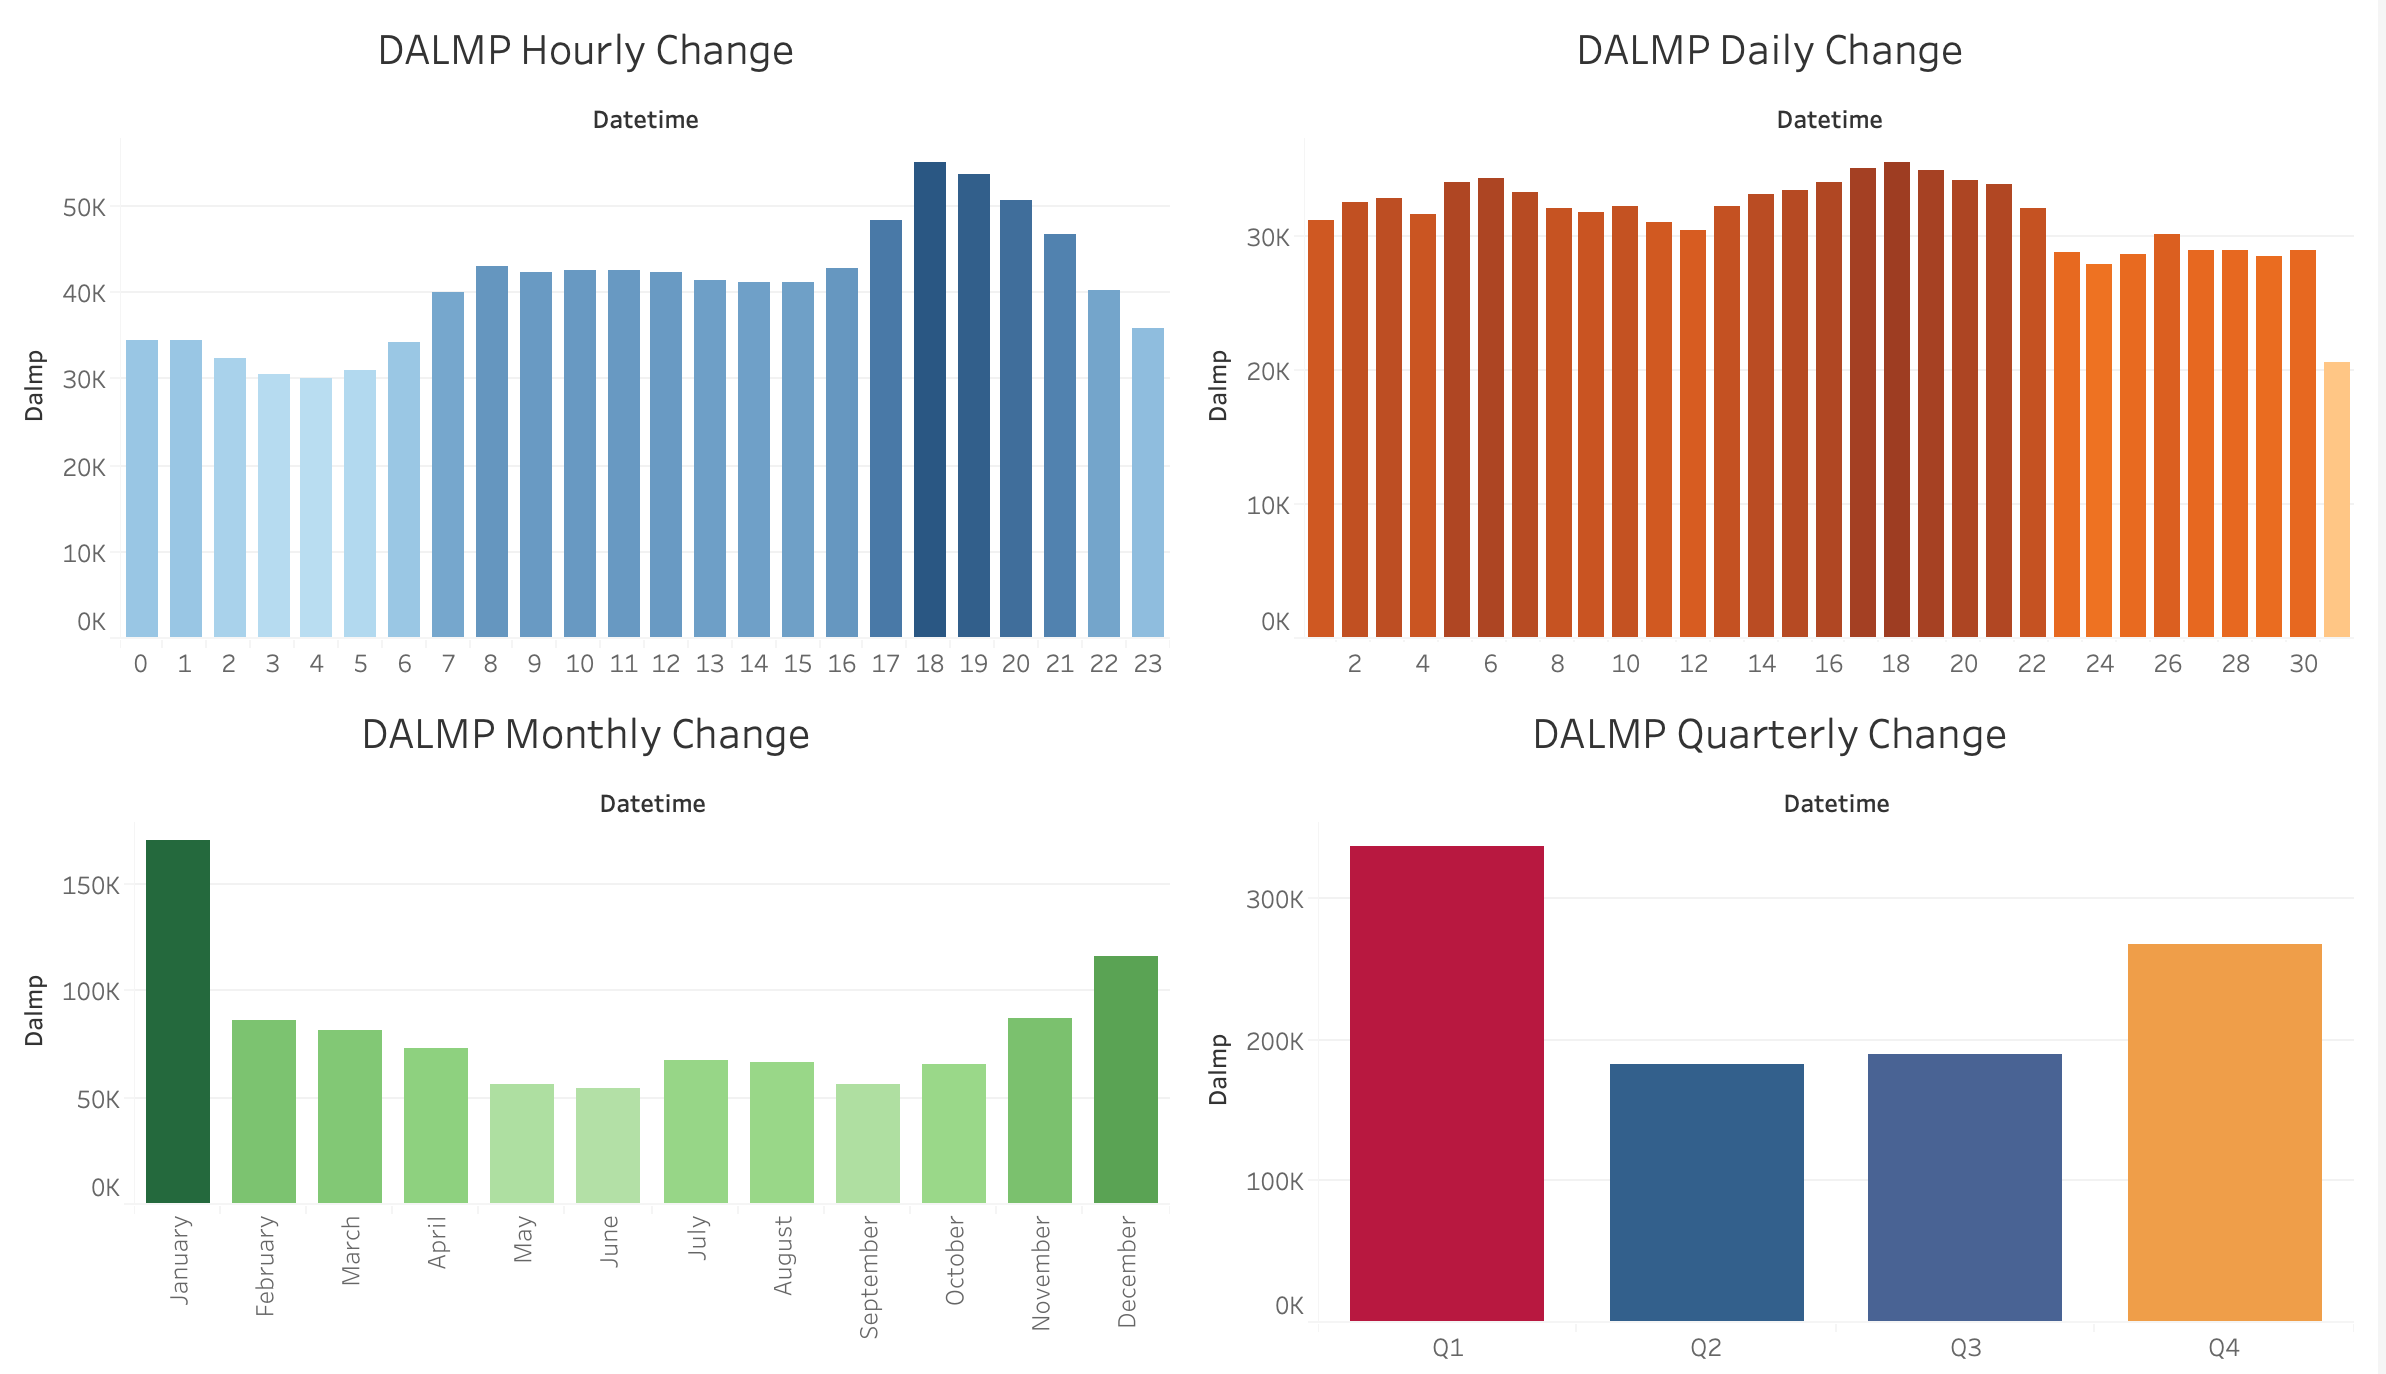 DALMP Hourly Change
Datetime
Dalmp
50K
40K
30K
20K
10K
0K
0 1 2 3 4 5 6 7 8 9 10 11 12 13 14 15 16 17 18 19 20 21 22 23
DALMP Daily Change
Datetime
Dalmp
30K
20K
10K
0K
2 4 6 8 10 12 14 16 18 20 22 24 26 28 30
DALMP Monthly Change
Datetime
Dalmp
150K
100K
50K
0K
January
February
March
April
May
June
July
August
September
October
November
December
DALMP Quarterly Change
Datetime
Dalmp
300K
200K
100K
0K
Q1 Q2 Q3 Q4